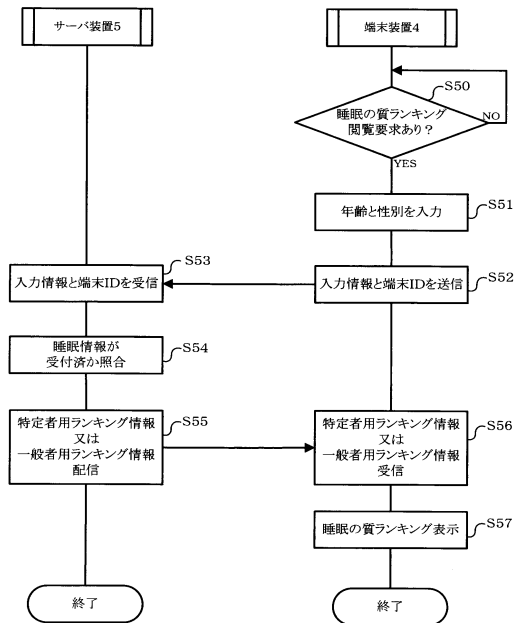 サーバ装置5
端末装置4
S50
睡眠の質ランキング
閲覧要求あり？
NO
YES
年齢と性別を入力
S51
入力情報と端末IDを受信
S53
入力情報と端末IDを送信
S52
睡眠情報が
受付済か照合
S54
特定者用ランキング情報
又は
一般者用ランキング情報
配信
S55
特定者用ランキング情報
又は
一般者用ランキング情報
受信
S56
睡眠の質ランキング表示
S57
終了
終了